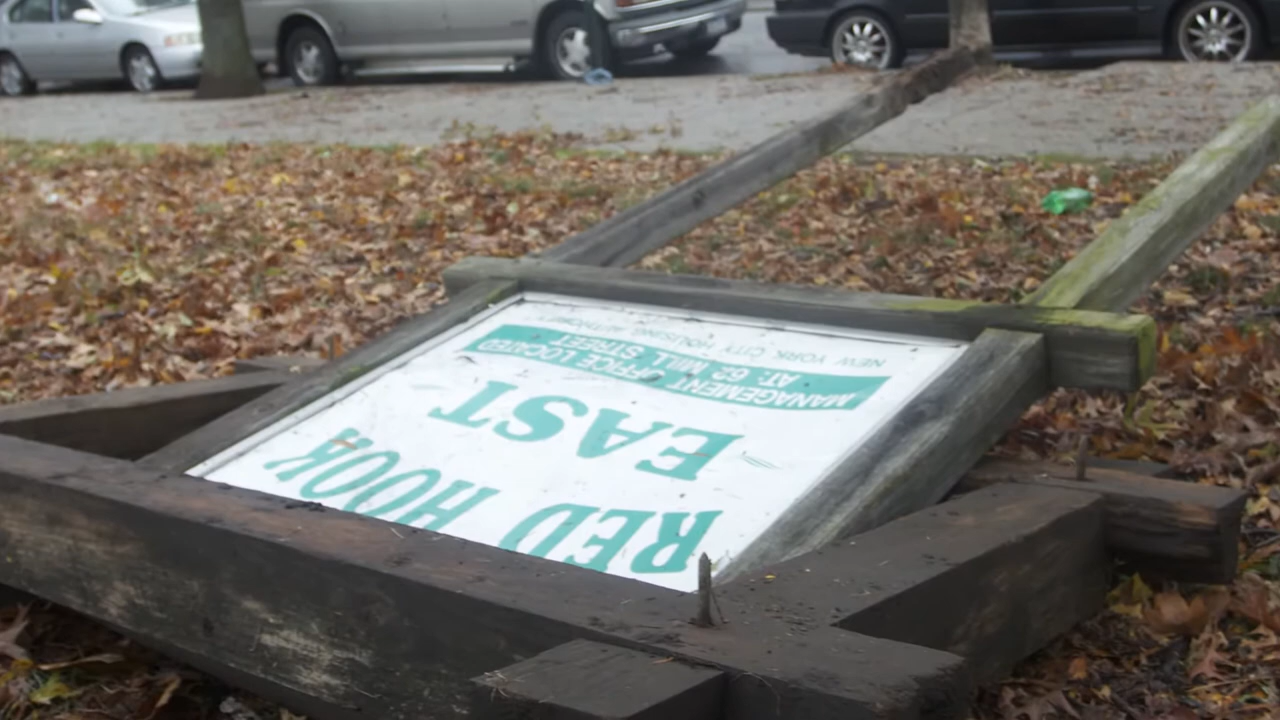 RED HOOK
EAST
MANAGEMENT OFFICE LOCATED
AT: 62 MILL STREET
NEW YORK CITY HOUSING AUTHORITY